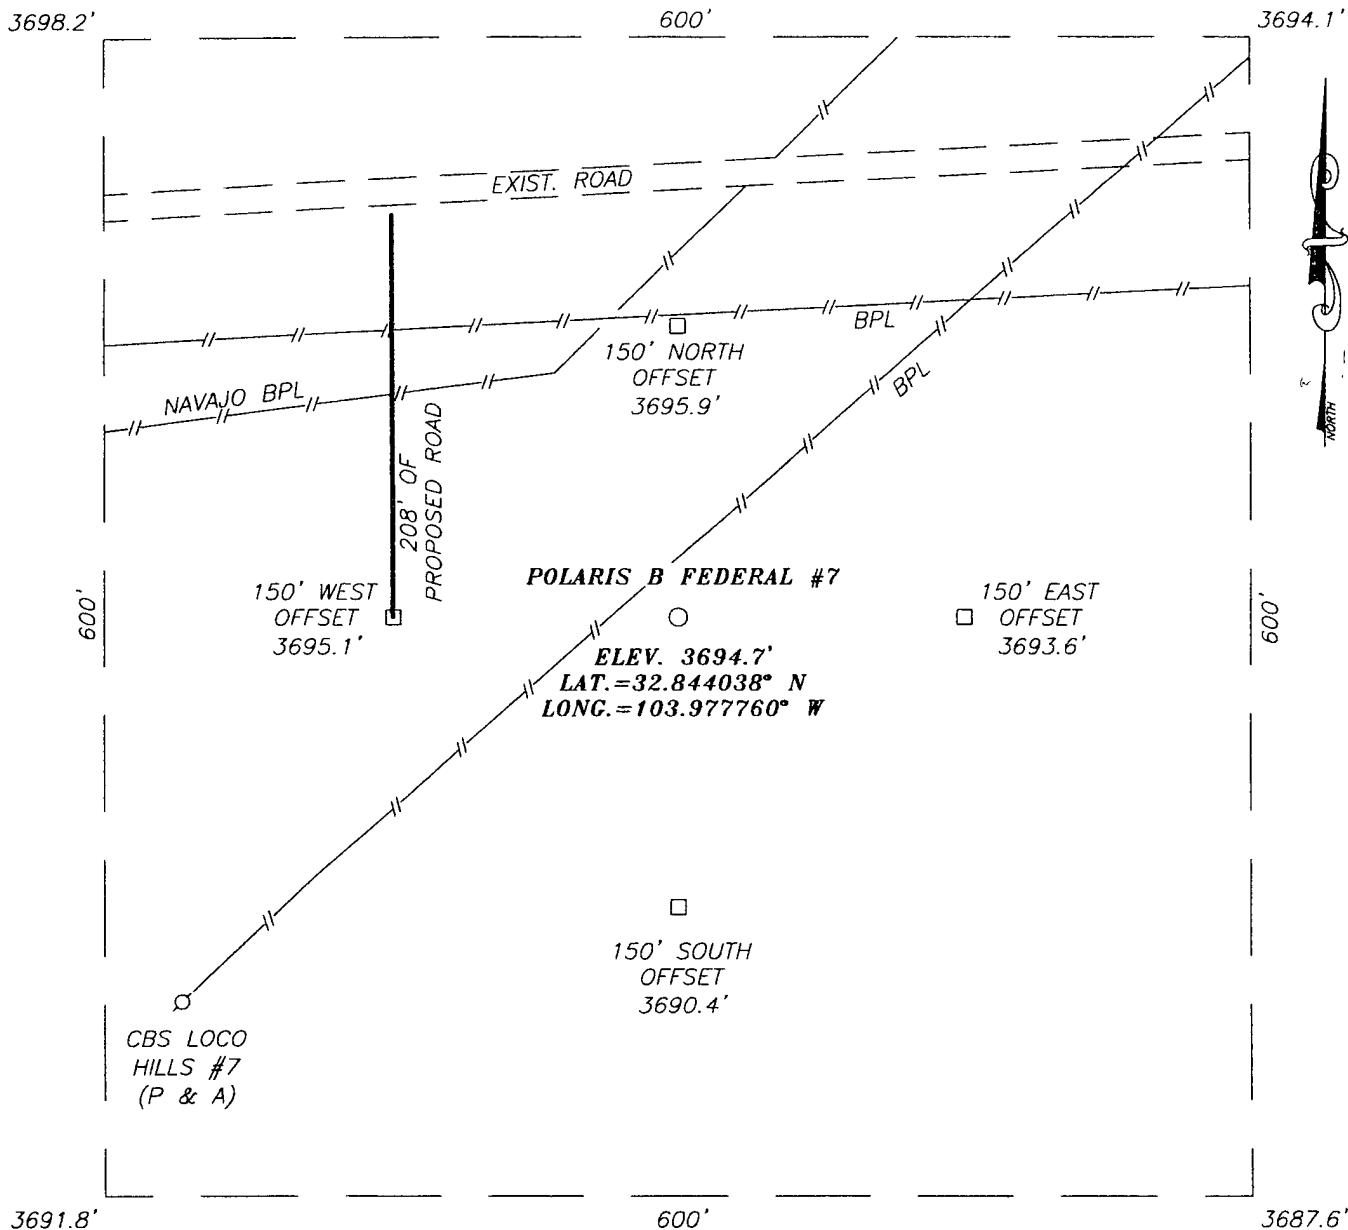 3698.2'
600'
3694.1'
EXIST. ROAD
BPL
150' NORTH
OFFSET
3695.9'
BPL
NAVAJO BPL
208' OF
PROPOSED ROAD
NORTH
600'
150' WEST
OFFSET
3695.1'
POLARIS B FEDERAL #7
150' EAST
OFFSET
3693.6'
600'
ELEV. 3694.7'
LAT.=32.844038° N
LONG.=103.977760° W
150' SOUTH
OFFSET
3690.4'
CBS LOCO
HILLS #7
(P & A)
3691.8'
600'
3687.6'